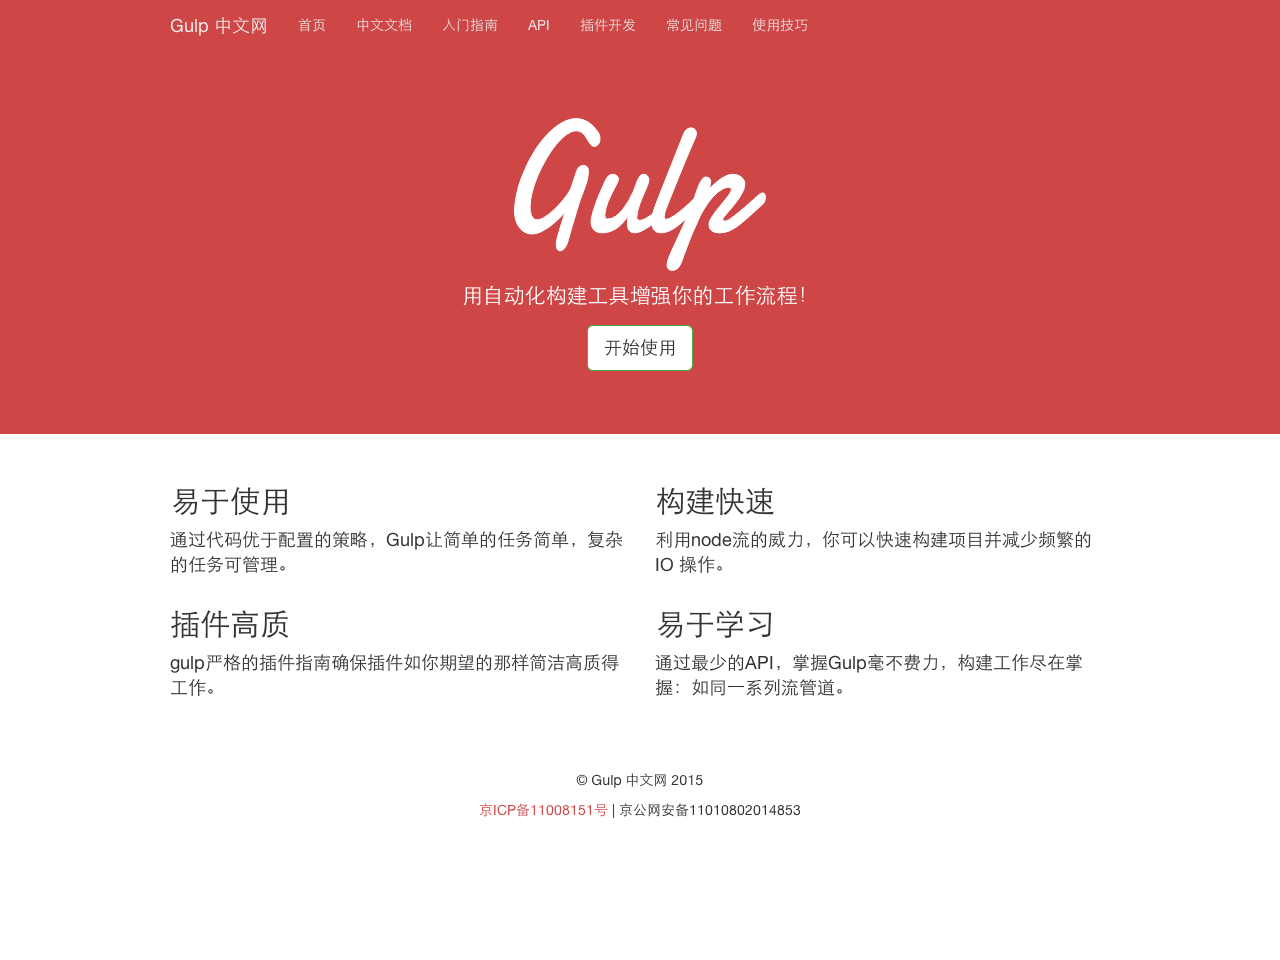 Gulp 中文网 首页 中文文档 入门指南 API 插件开发 常见问题 使用技巧
Gulp
用自动化构建工具增强你的工作流程！
开始使用
易于使用
通过代码优于配置的策略，Gulp让简单的任务简单，复杂
的任务可管理。
构建快速
利用node流的威力，你可以快速构建项目并减少频繁的
IO 操作。
插件高质
gulp严格的插件指南确保插件如你期望的那样简洁高质得
工作。
易于学习
通过最少的API，掌握Gulp毫不费力，构建工作尽在掌
握：如同一系列流管道。
© Gulp 中文网 2015
京ICP备11008151号 | 京公网安备11010802014853